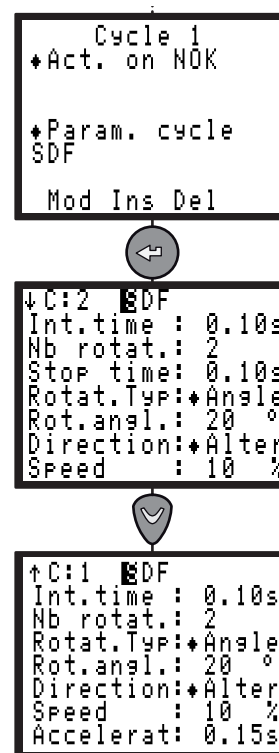 Cycle 1
♦Act. on NOK
♦Param. cycle
SDF
Mod Ins Del
↓C:2 SDF
Int.time : 0.10s
Nb rotat.: 2
Stop time: 0.10s
Rotat.Typ:♦Angle
Rot.angl.: 20 °
Direction:♦Alter
Speed : 10 %
↑C:1 SDF
Int.time : 0.10s
Nb rotat.: 2
Rotat.Typ:♦Angle
Rot.angl.: 20 °
Direction:♦Alter
Speed : 10 %
Accelerat: 0.15s